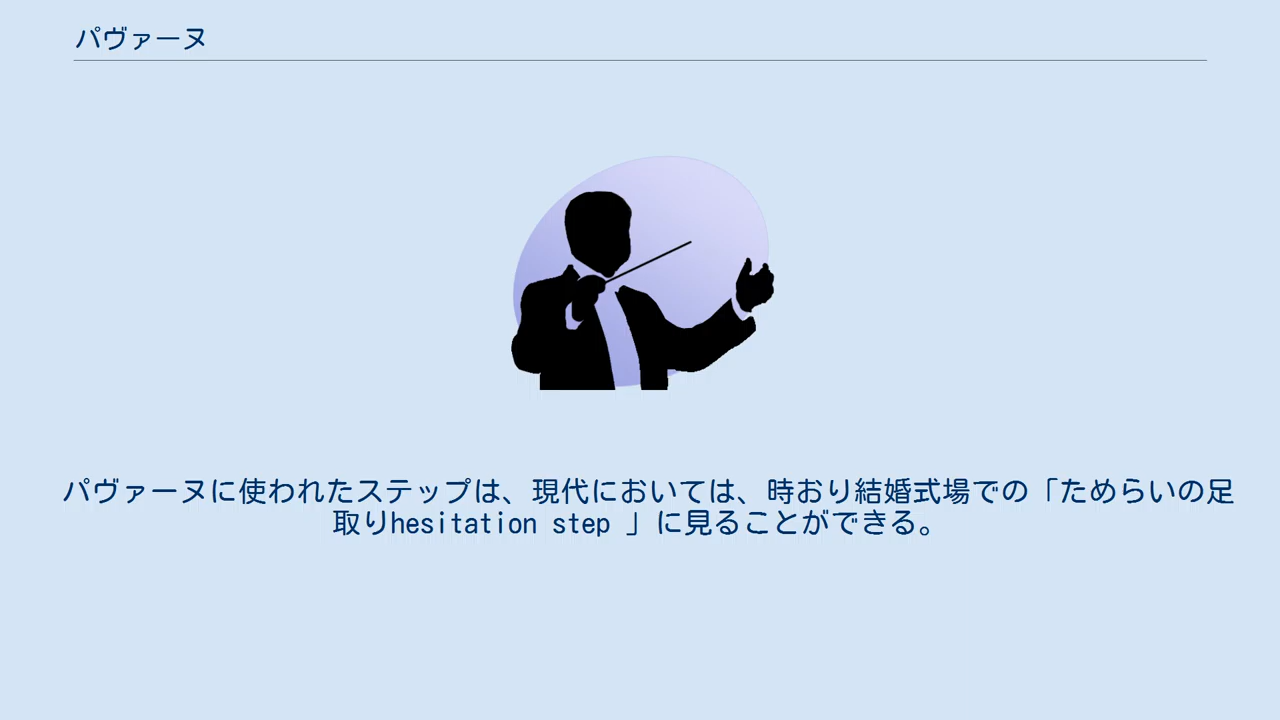 パヴァーヌ
パヴァーヌに使われたステップは、現代においては、時おり結婚式場での「ためらいの足
取りhesitation step 」に見ることができる。